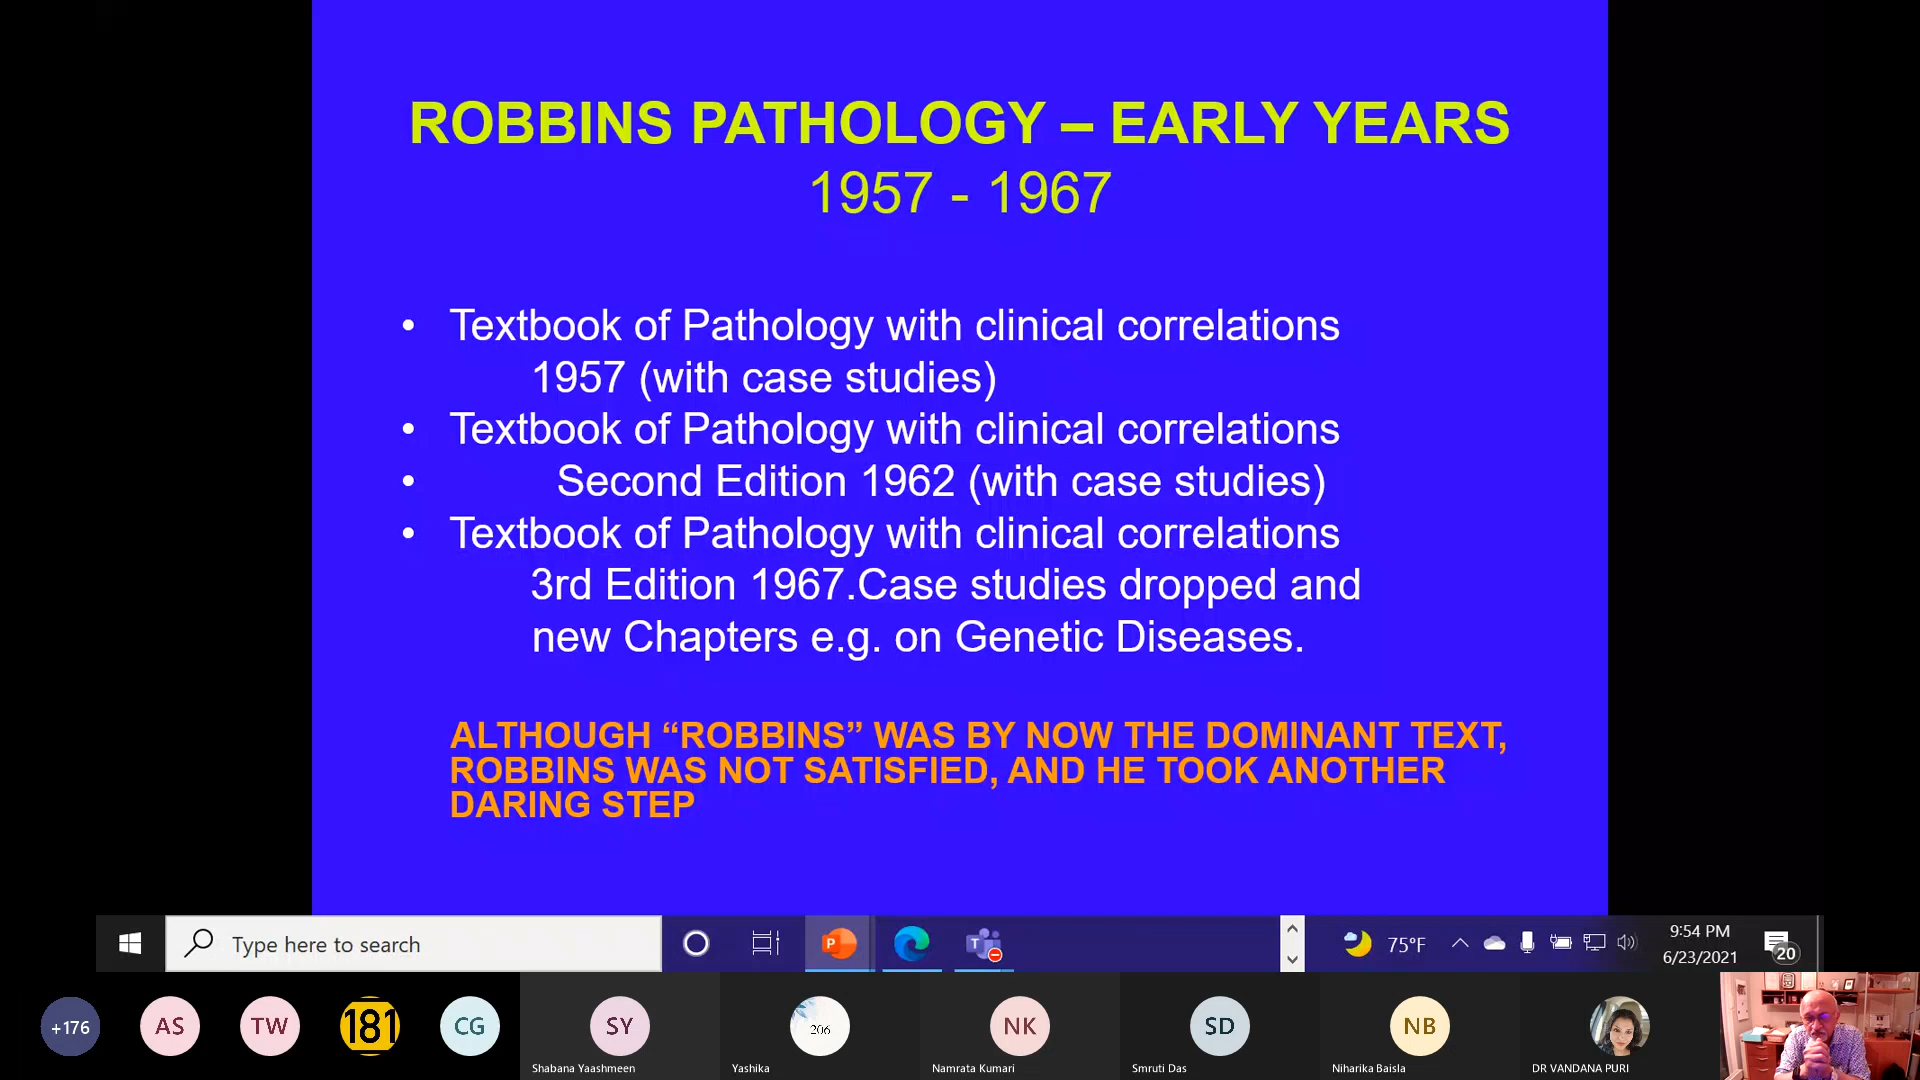 ROBBINS PATHOLOGY – EARLY YEARS
1957 - 1967
• Textbook of Pathology with clinical correlations
1957 (with case studies)
• Textbook of Pathology with clinical correlations
• Second Edition 1962 (with case studies)
• Textbook of Pathology with clinical correlations
3rd Edition 1967.Case studies dropped and
new Chapters e.g. on Genetic Diseases.
ALTHOUGH “ROBBINS” WAS BY NOW THE DOMINANT TEXT,
ROBBINS WAS NOT SATISFIED, AND HE TOOK ANOTHER
DARING STEP
Type here to search
P
T
75°F
9:54 PM
6/23/2021
20
+176
AS
TW
181
CG
SY
206
NK
SD
NB
Shabana Yaashmeen
Yashika
Namrata Kumari
Smruti Das
Niharika Baisla
DR VANDANA PURI